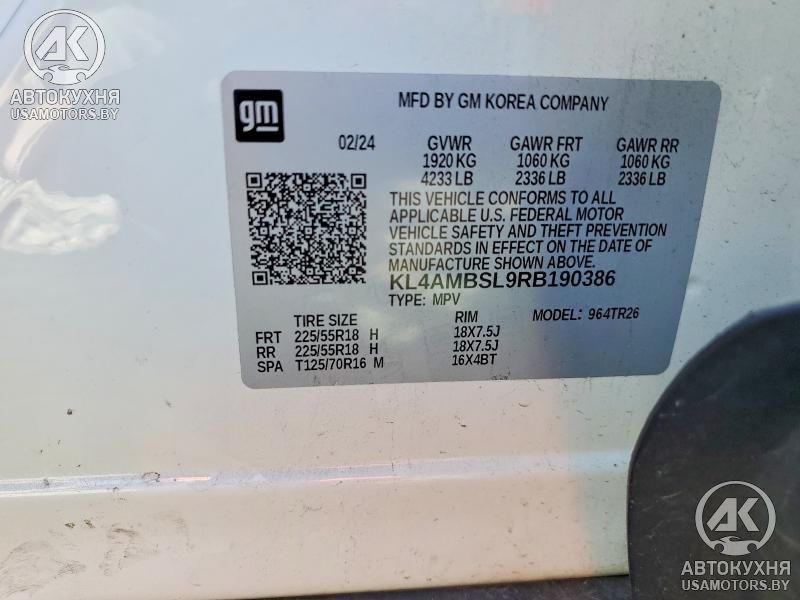 AK
АВТОКУХНЯ
USAMOTORS.BY
gm
MFD BY GM KOREA COMPANY
02/24 GVWR GAWR FRT GAWR RR
1920 KG 1060 KG 1060 KG
4233 LB 2336 LB 2336 LB
THIS VEHICLE CONFORMS TO ALL
APPLICABLE U.S. FEDERAL MOTOR
VEHICLE SAFETY AND THEFT PREVENTION
STANDARDS IN EFFECT ON THE DATE OF
MANUFACTURE SHOWN ABOVE.
KL4AMBSL9RB190386
TYPE: MPV
TIRE SIZE RIM MODEL: 964TR26
FRT 225/55R18 H 18X7.5J
RR 225/55R18 H 18X7.5J
SPA T125/70R16 M 16X4BT
AK
АВТОКУХНЯ
USAMOTORS.BY